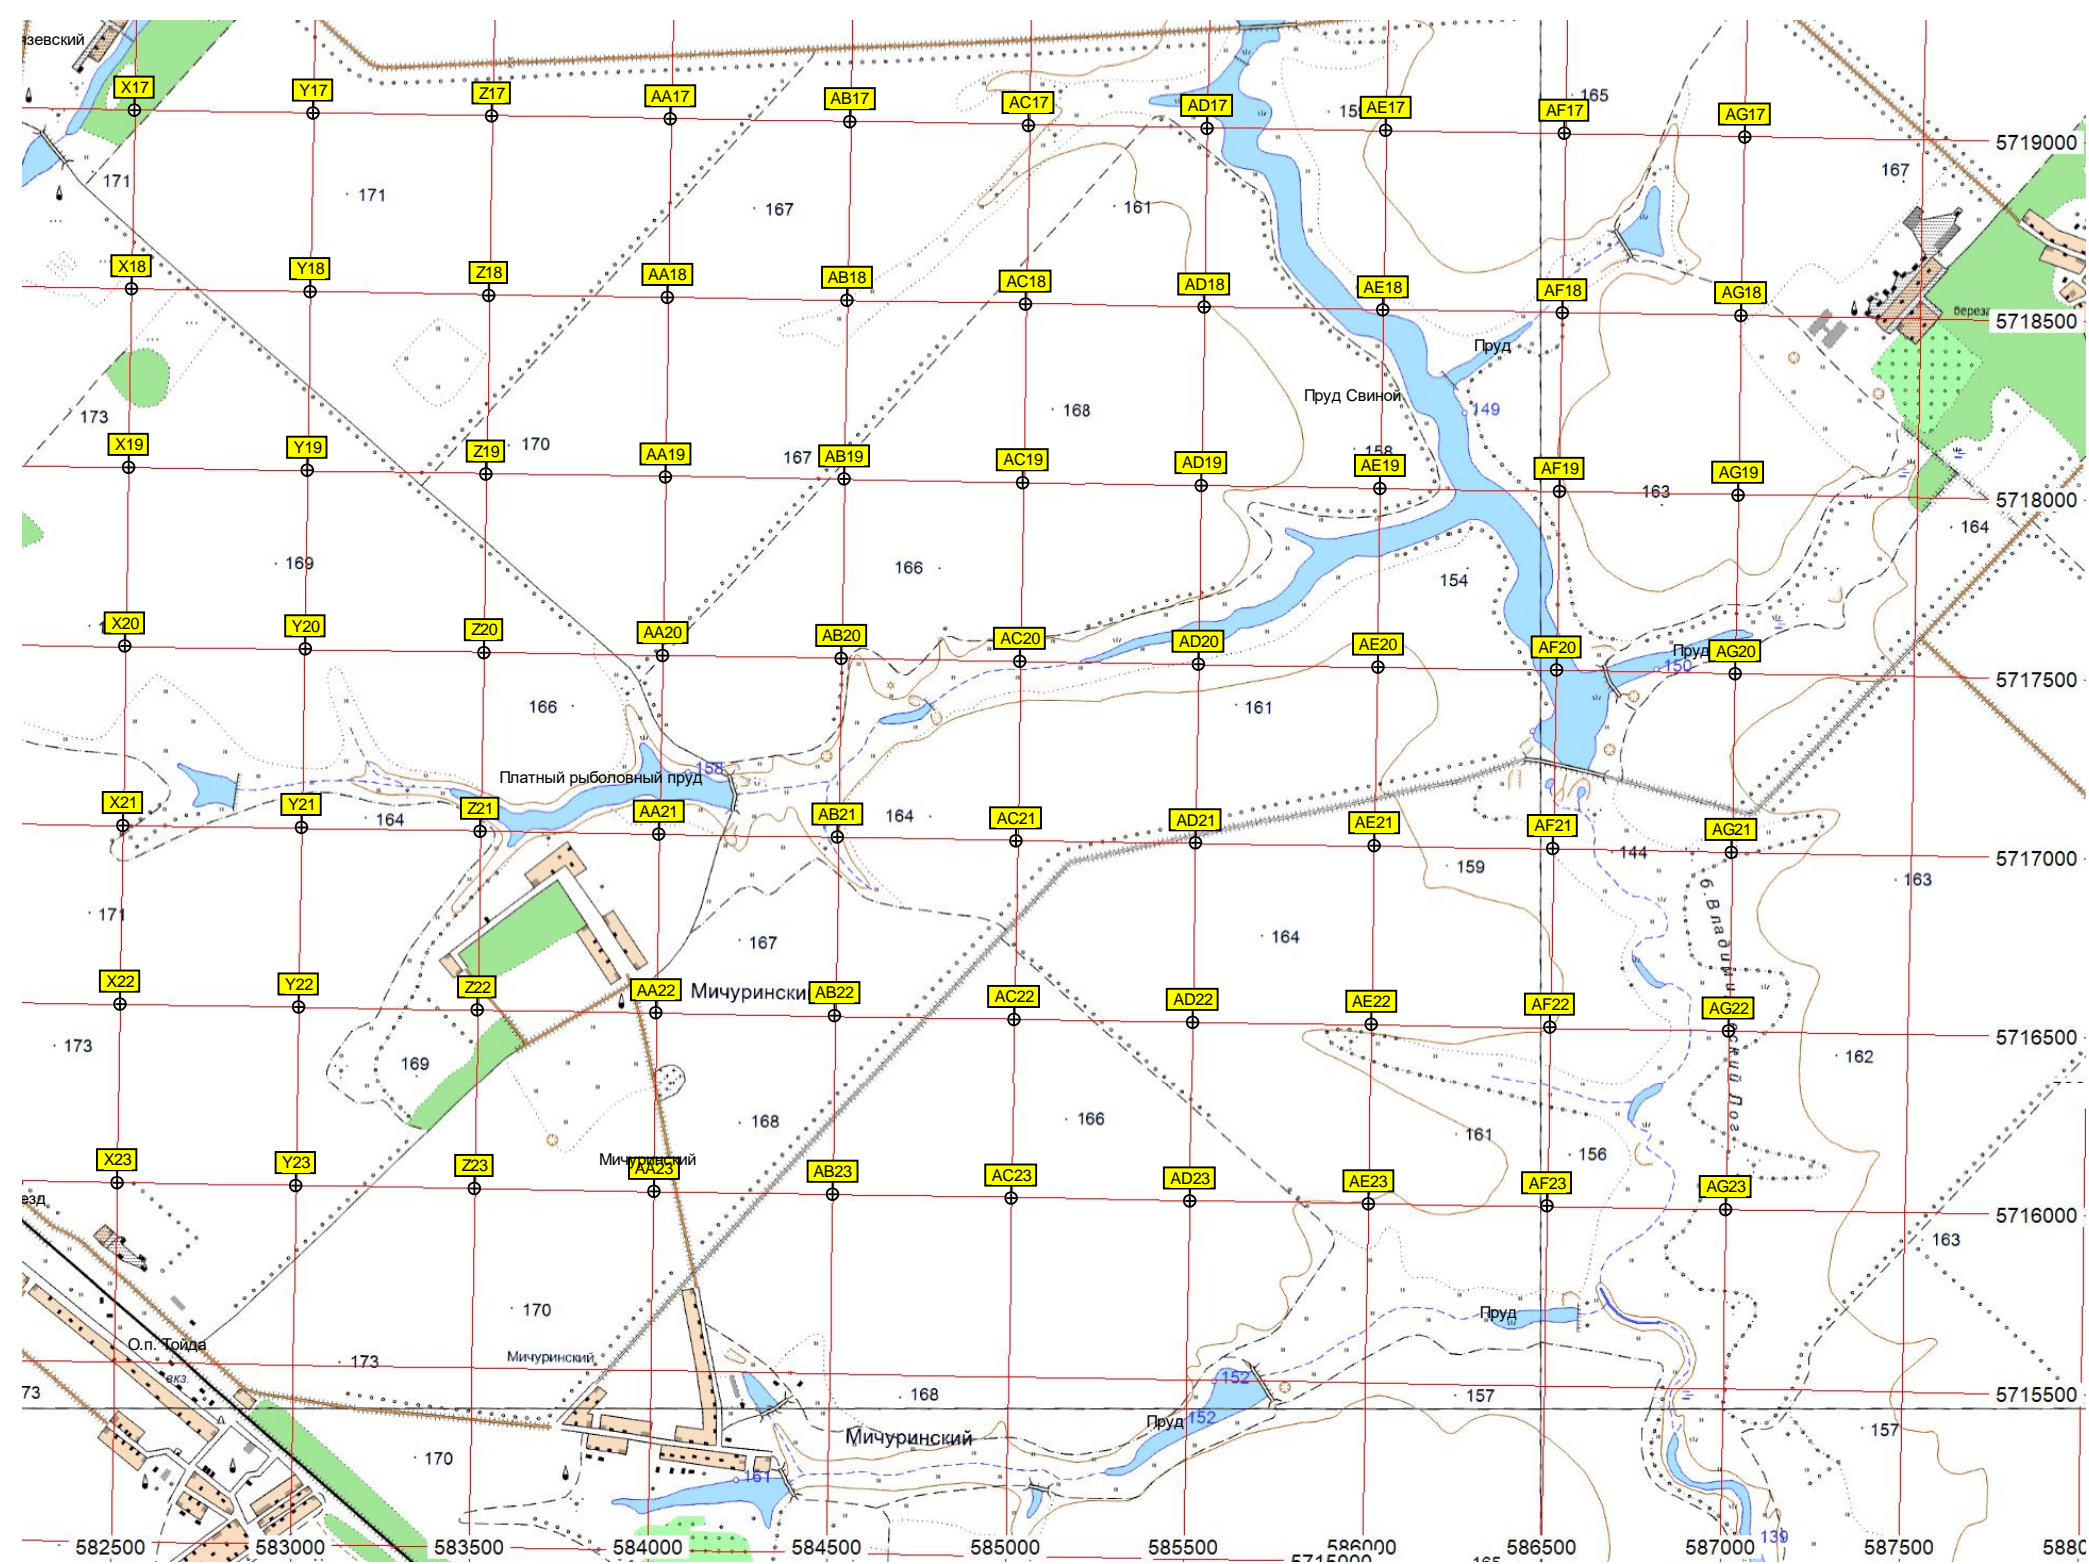 X17 Y17 Z17 AA17 AB17 AC17 AD17 AE17 AF17 165 AG17
5719000
171 171 167 161 167
X18 Y18 Z18 AA18 AB18 AC18 AD18 AE18 AF18 AG18
5718500
Пруд
Пруд Свиной
173 168 149
X19 Y19 Z19 170 AA19 167 AB19 AC19 AD19 158 AE19 AF19 163 AG19
5718000
164
169 166 154
X20 Y20 Z20 AA20 AB20 AC20 AD20 AE20 AF20 Пруд AG20
150
5717500
166 161
158
Платный рыболовный пруд
X21 Y21 164 Z21 AA21 AB21 164 AC21 AD21 AE21 AF21 AG21
144
5717000
159 163
171 167 164
X22 Y22 Z22 AA22 Мичурински AB22 AC22 AD22 AE22 AF22 AG22
5716500
173 169 162
168 166 161 156
Мичуринский
X23 Y23 Z23 AA23 AB23 AC23 AD23 AE23 AF23 AG23
5716000
163
170 Пруд
О.п. Тойда
173 Мичуринский
вкз.
152
73 168 157
5715500
Пруд 152
Мичуринский 157
170 161
139
582500 583000 583500 584000 584500 585000 585500 586000 586500 587000 587500